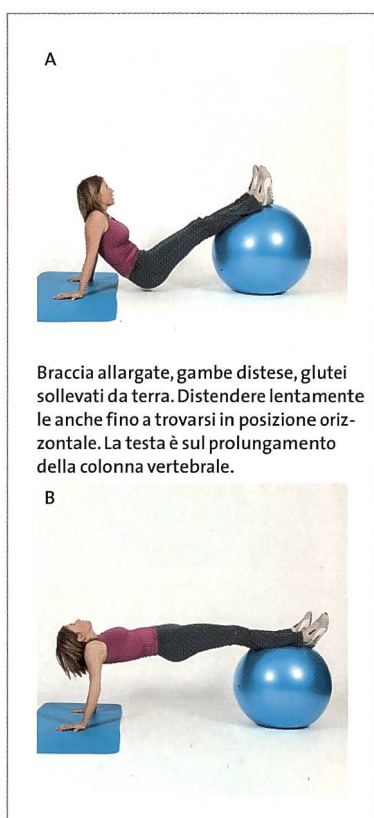 A
Braccia allargate, gambe distese, glutei
sollevati da terra. Distendere lentamente
le anche fino a trovarsi in posizione oriz-
zontale. La testa è sul prolungamento
della colonna vertebrale.
B